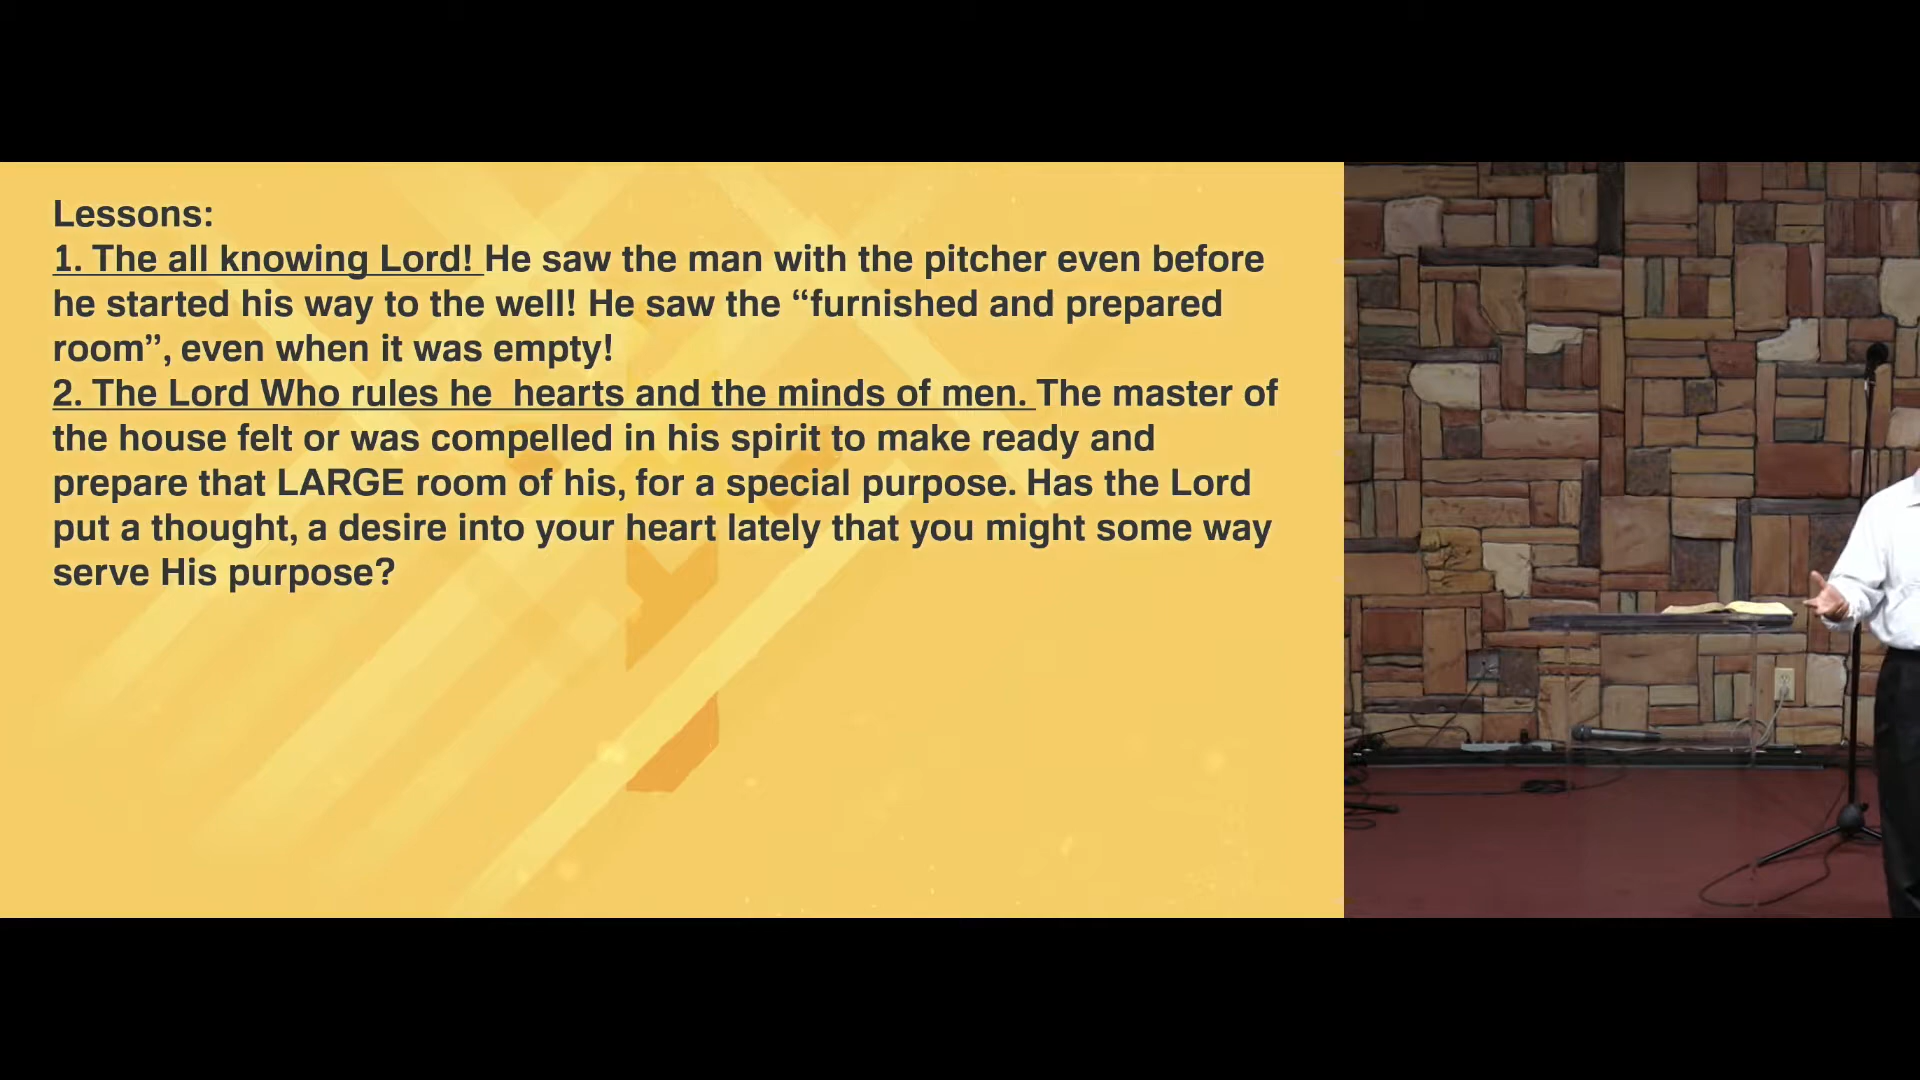 Lessons:
1. The all knowing Lord! He saw the man with the pitcher even before
he started his way to the well! He saw the “furnished and prepared
room”, even when it was empty!
2. The Lord Who rules he  hearts and the minds of men. The master of
the house felt or was compelled in his spirit to make ready and
prepare that LARGE room of his, for a special purpose. Has the Lord
put a thought, a desire into your heart lately that you might some way
serve His purpose?